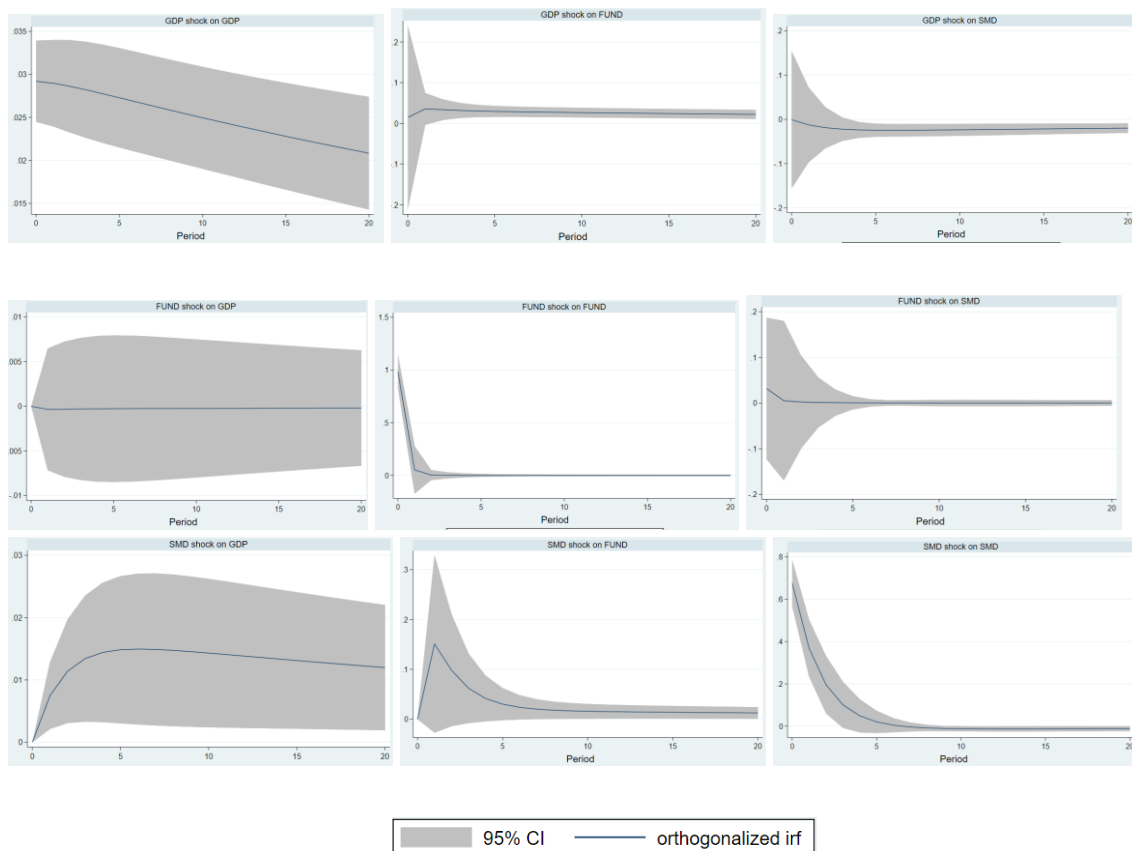 GDP shock on GDP
.035
.03
.025
.02
.015
0 5 10 15 20
Period
GDP shock on FUND
.2
.1
0
.1
.2
0 5 10 15 20
Period
GDP shock on SMD
.2
.1
0
-.1
-.2
0 5 10 15 20
Period
FUND shock on GDP
.01
.005
0
.005
-.01
0 5 10 15 20
Period
FUND shock on FUND
1.5
1
.5
0
0 5 10 15 20
Period
FUND shock on SMD
.2
.1
0
-.1
-.2
0 5 10 15 20
Period
SMD shock on GDP
.03
.02
.01
0
0 5 10 15 20
Period
SMD shock on FUND
.3
.2
.1
0
0 5 10 15 20
Period
SMD shock on SMD
.8
.6
.4
.2
0
0 5 10 15 20
Period
95% CI orthogonalized irf